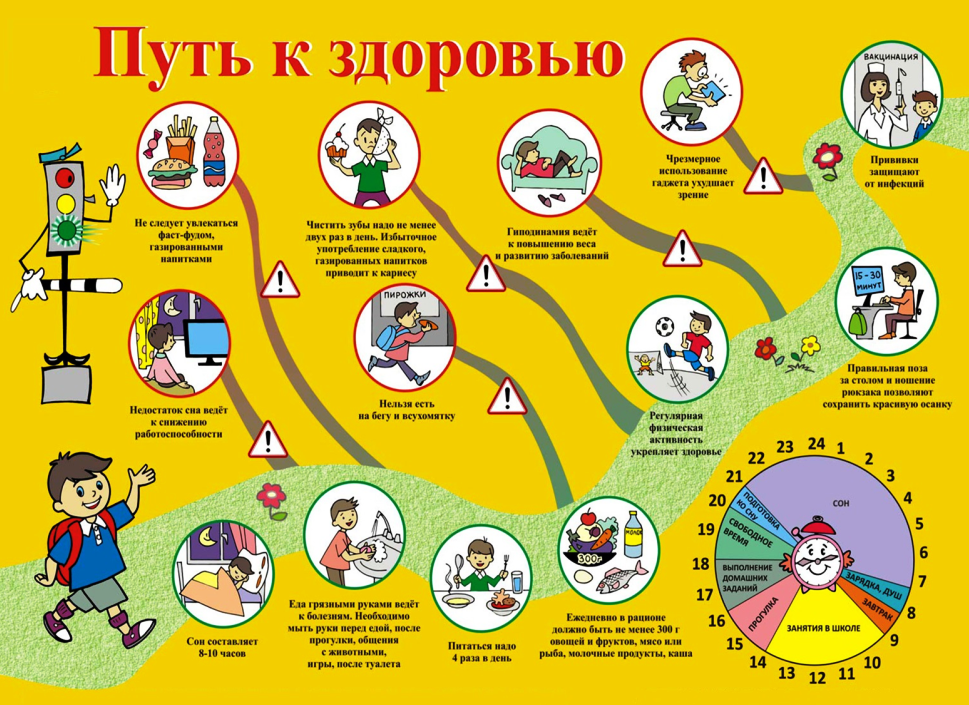 Путь к здоровью
ВАКЦИНАЦИЯ
Прививки
защищают
от инфекций
Чрезмерное
использование
гаджета ухудшает
зрение
Не следует увлекаться
фаст-фудом,
газированными
напитками
Чистить зубы надо не менее
двух раз в день. Избыточное
употребление сладкого,
газированных напитков
приводит к кариесу
Гиподинамия ведёт
к повышению веса
и развитию заболеваний
!
!
!
!
15-30
МИНУТ
Правильная поза
за столом и ношение
рюкзака позволяют
сохранить красивую осанку
ПИРОЖКИ
Нельзя есть
на бегу и всухомятку
!
Недостаток сна ведёт
к снижению
работоспособности
!
Регулярная
физическая
активность
укрепляет здоровье
Сон составляет
8-10 часов
Еда грязными руками ведёт
к болезням. Необходимо
мыть руки перед едой, после
прогулки, общения
с животными,
игры, после туалета
Питаться надо
4 раза в день
300г
МОЛОКО
Ежедневно в рационе
должно быть не менее 300 г
овощей и фруктов, мясо или
рыба, молочные продукты, каша
24
1
2
3
4
5
6
7
8
9
10
11
12
13
14
15
16
17
18
19
20
21
22
23
СОН
ЗАРЯДКА, ДУШ
ЗАВТРАК
ЗАНЯТИЯ В ШКОЛЕ
ПРОГУЛКА
ВЫПОЛНЕНИЕ
ДОМАШНИХ
ЗАДАНИЙ
СВОБОДНОЕ
ВРЕМЯ
ПОДГОТОВКА
КО СНУ